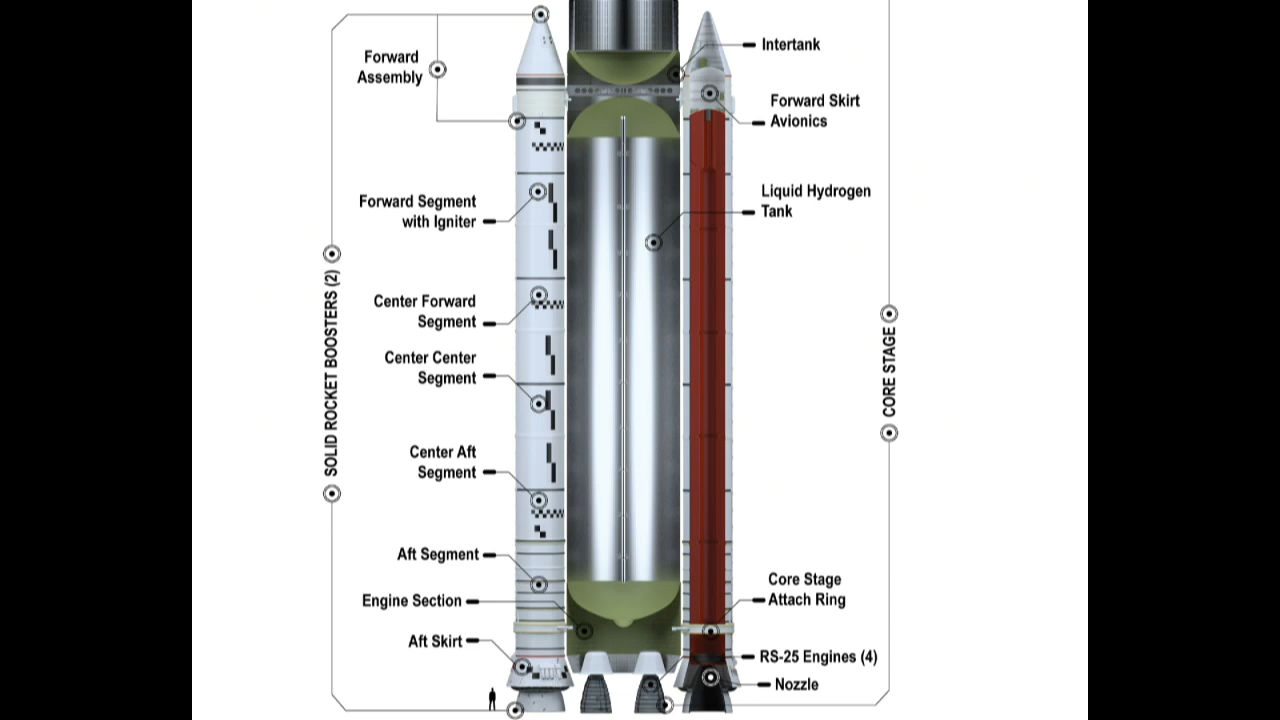 Forward
Assembly
Forward Segment
with Igniter
Center Forward
Segment
Center Center
Segment
Center Aft
Segment
Aft Segment
Engine Section
Aft Skirt
SOLID ROCKET BOOSTERS (2)
Intertank
Forward Skirt
Avionics
Liquid Hydrogen
Tank
Core Stage
Attach Ring
RS-25 Engines (4)
Nozzle
CORE STAGE